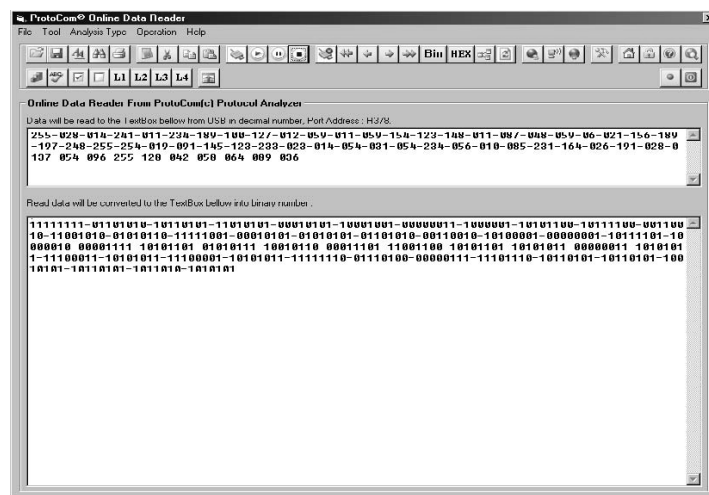 ProtoCom© Online Data Reader
File Tool Analysis Type Operation Help
Bin HEX
L1 L2 L3 L4
Online Data Reader From ProtoCom(c) Protocol Analyzer
Data will be read to the TextBox bellow from USB in decimal number, Port Address : H378.
255-028-014-241-011-234-189-100-127-012-059-011-059-154-123-148-011-087-048-059-06-021-156-189
-197-248-255-254-019-091-145-123-233-023-014-054-031-054-234-056-010-085-231-164-026-191-028-0
137 054 096 255 128 042 058 064 089 036
Read data will be converted to the TextBox bellow into binary number :
11111111-01101010-10110101-11010101-00010101-10001001-00000011-1000001-10101100-10111100-001100
10-11001010-01010110-11111001-00010101-01010101-01101010-00110010-10100001-00000001-10111101-10
000010 00001111 10101101 01010111 10010110 00011101 11001100 10101101 10101011 00000011 1010101
1-11100011-10101011-11100001-10101011-11111110-01110100-00000111-11101110-10110101-10110101-100
10101-10110101-1011010-1010101